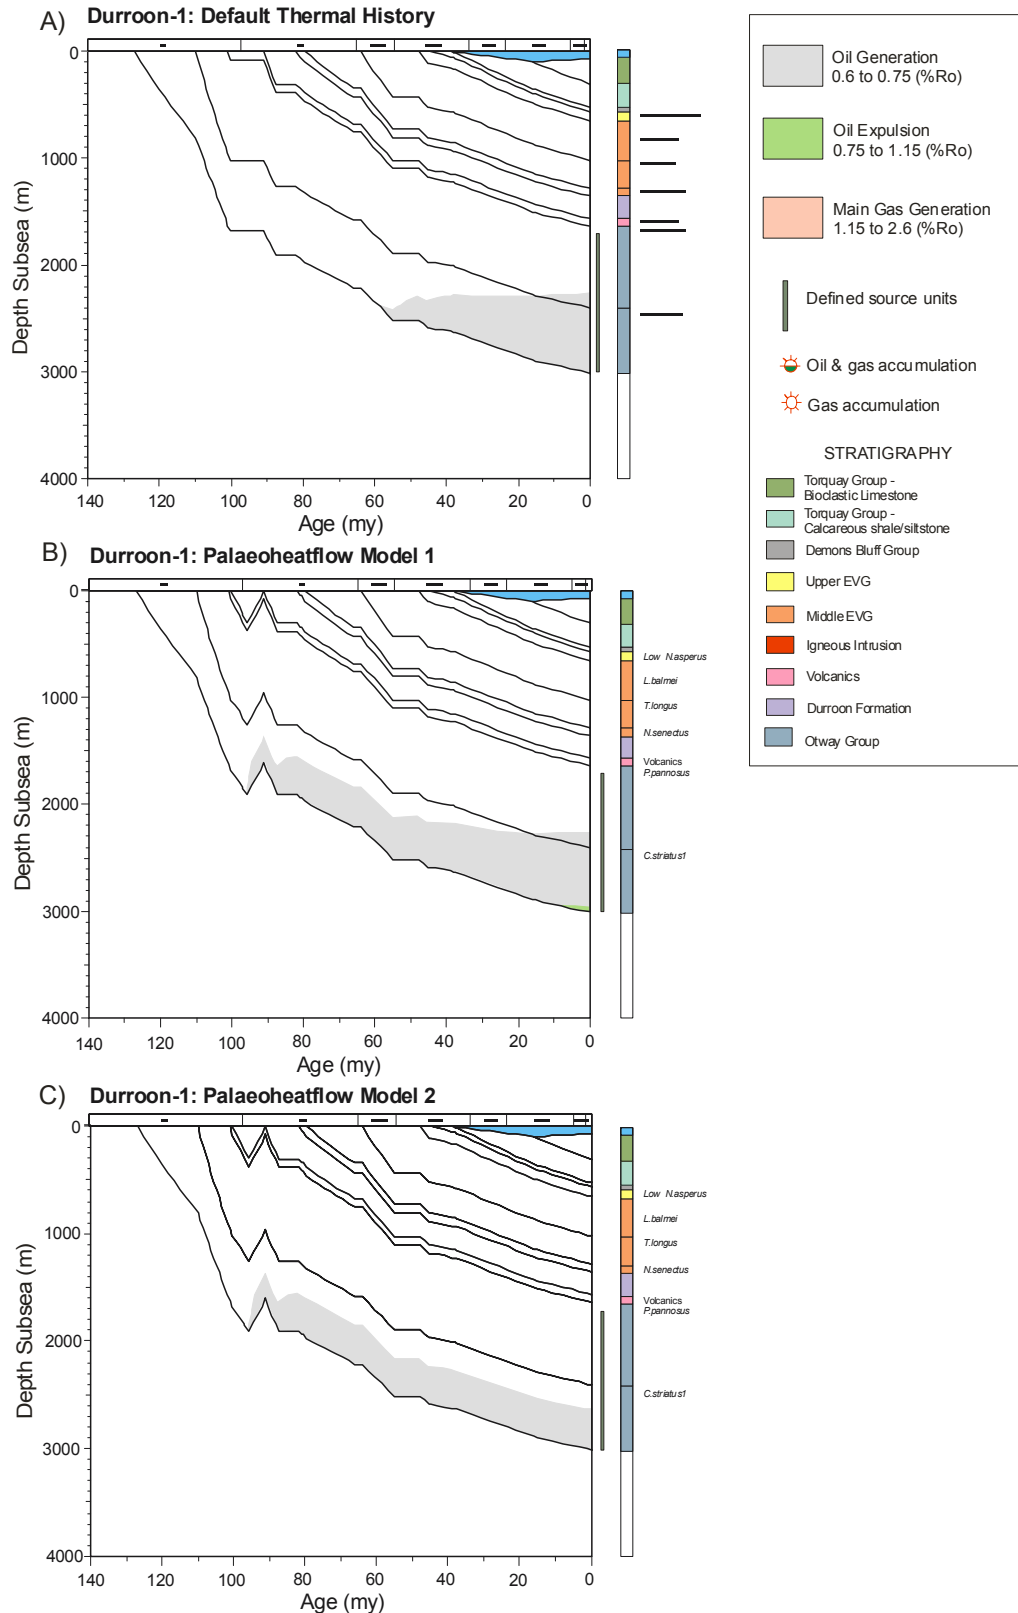 A) Durroon-1: Default Thermal History
0
1000
2000
3000
4000
Depth Subsea (m)
140 120 100 80 60 40 20 0
Age (my)
B) Durroon-1: Palaeoheatflow Model 1
0
1000
2000
3000
4000
Depth Subsea (m)
140 120 100 80 60 40 20 0
Age (my)
Low N.asperus
L.balmei
T.longus
N.senectus
Volcanics
P.pannosus
C.striatus1
C) Durroon-1: Palaeoheatflow Model 2
0
1000
2000
3000
4000
Depth Subsea (m)
140 120 100 80 60 40 20 0
Age (my)
Low N.asperus
L.balmei
T.longus
N.senectus
Volcanics
P.pannosus
C.striatus1
Oil Generation
0.6 to 0.75 (%Ro)
Oil Expulsion
0.75 to 1.15 (%Ro)
Main Gas Generation
1.15 to 2.6 (%Ro)
Defined source units
Oil & gas accumulation
Gas accumulation
STRATIGRAPHY
Torquay Group -
Bioclastic Limestone
Torquay Group -
Calcareous shale/siltstone
Demons Bluff Group
Upper EVG
Middle EVG
Igneous Intrusion
Volcanics
Durroon Formation
Otway Group